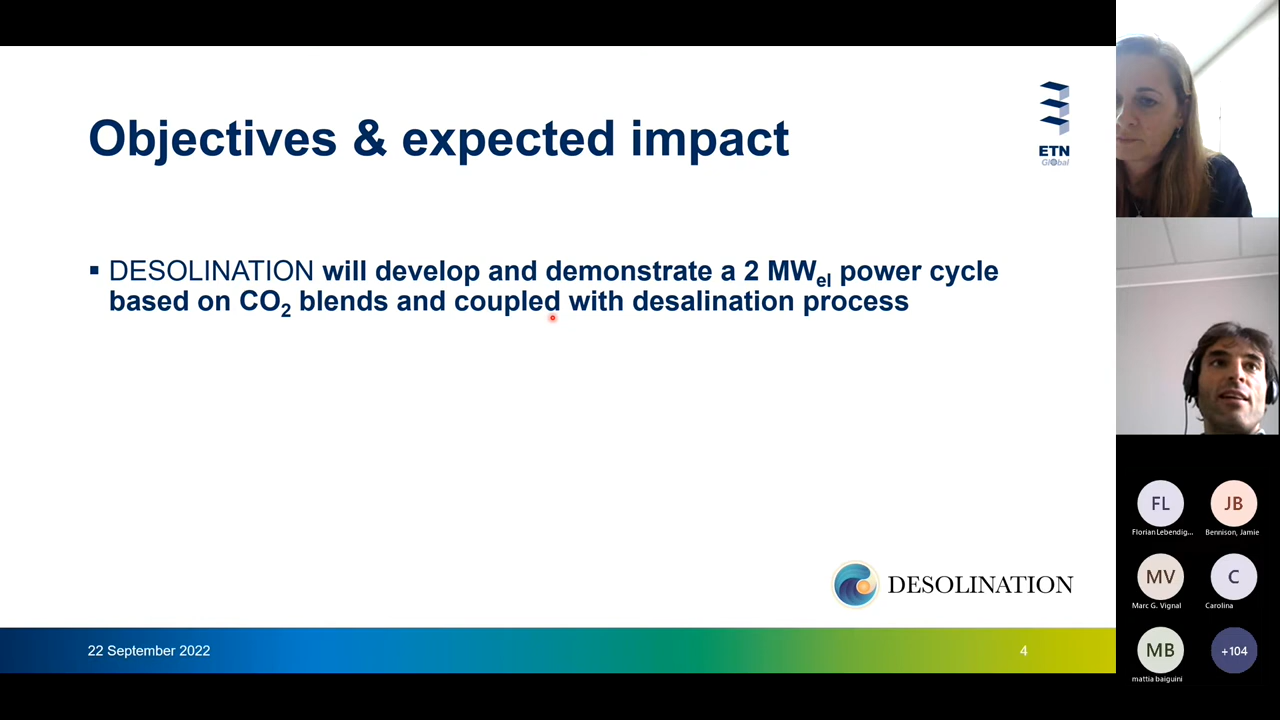 Objectives & expected impact
ETN
Global
▪ DESOLINATION will develop and demonstrate a 2 MWel power cycle
based on CO2 blends and coupled with desalination process
DESOLINATION
22 September 2022
4
FL
JB
Florian Lebendig...
Bennison, Jamie
MV
C
Marc G. Vignal
Carolina
MB
+104
mattia baiguini